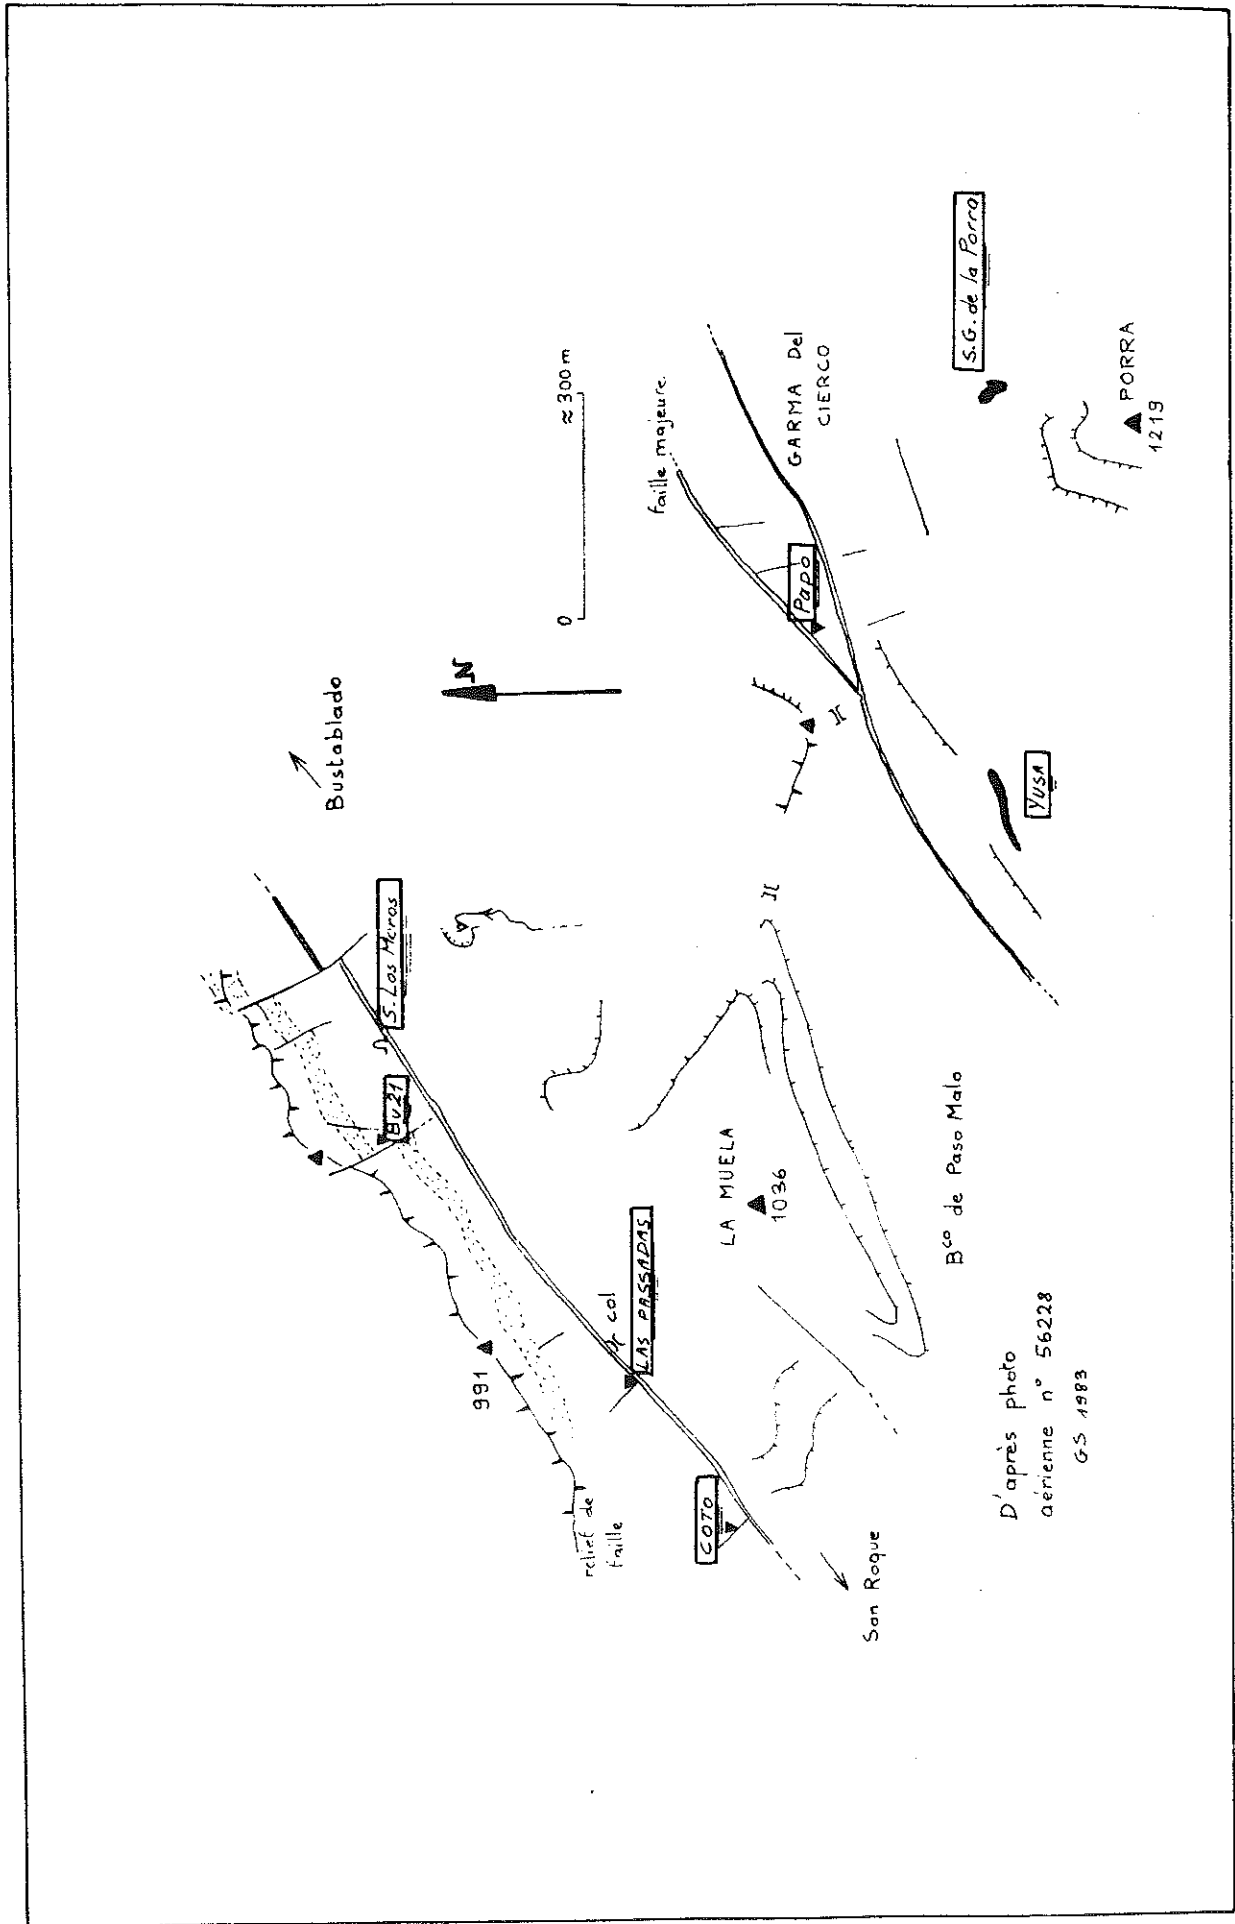 Bustablado
N
S. Los Moros
Bu21
991
relief de
faille
col
LAS PASSADAS
COTO
San Roque
LA MUELA
1036
Bco de Paso Malo
0
≈ 300 m
faille majeure
GARMA Del
CIERCO
Papo
YUSA
S.G. de la Porra
PORRA
1219
D'après photo
aérienne n° 56228
GS 1983